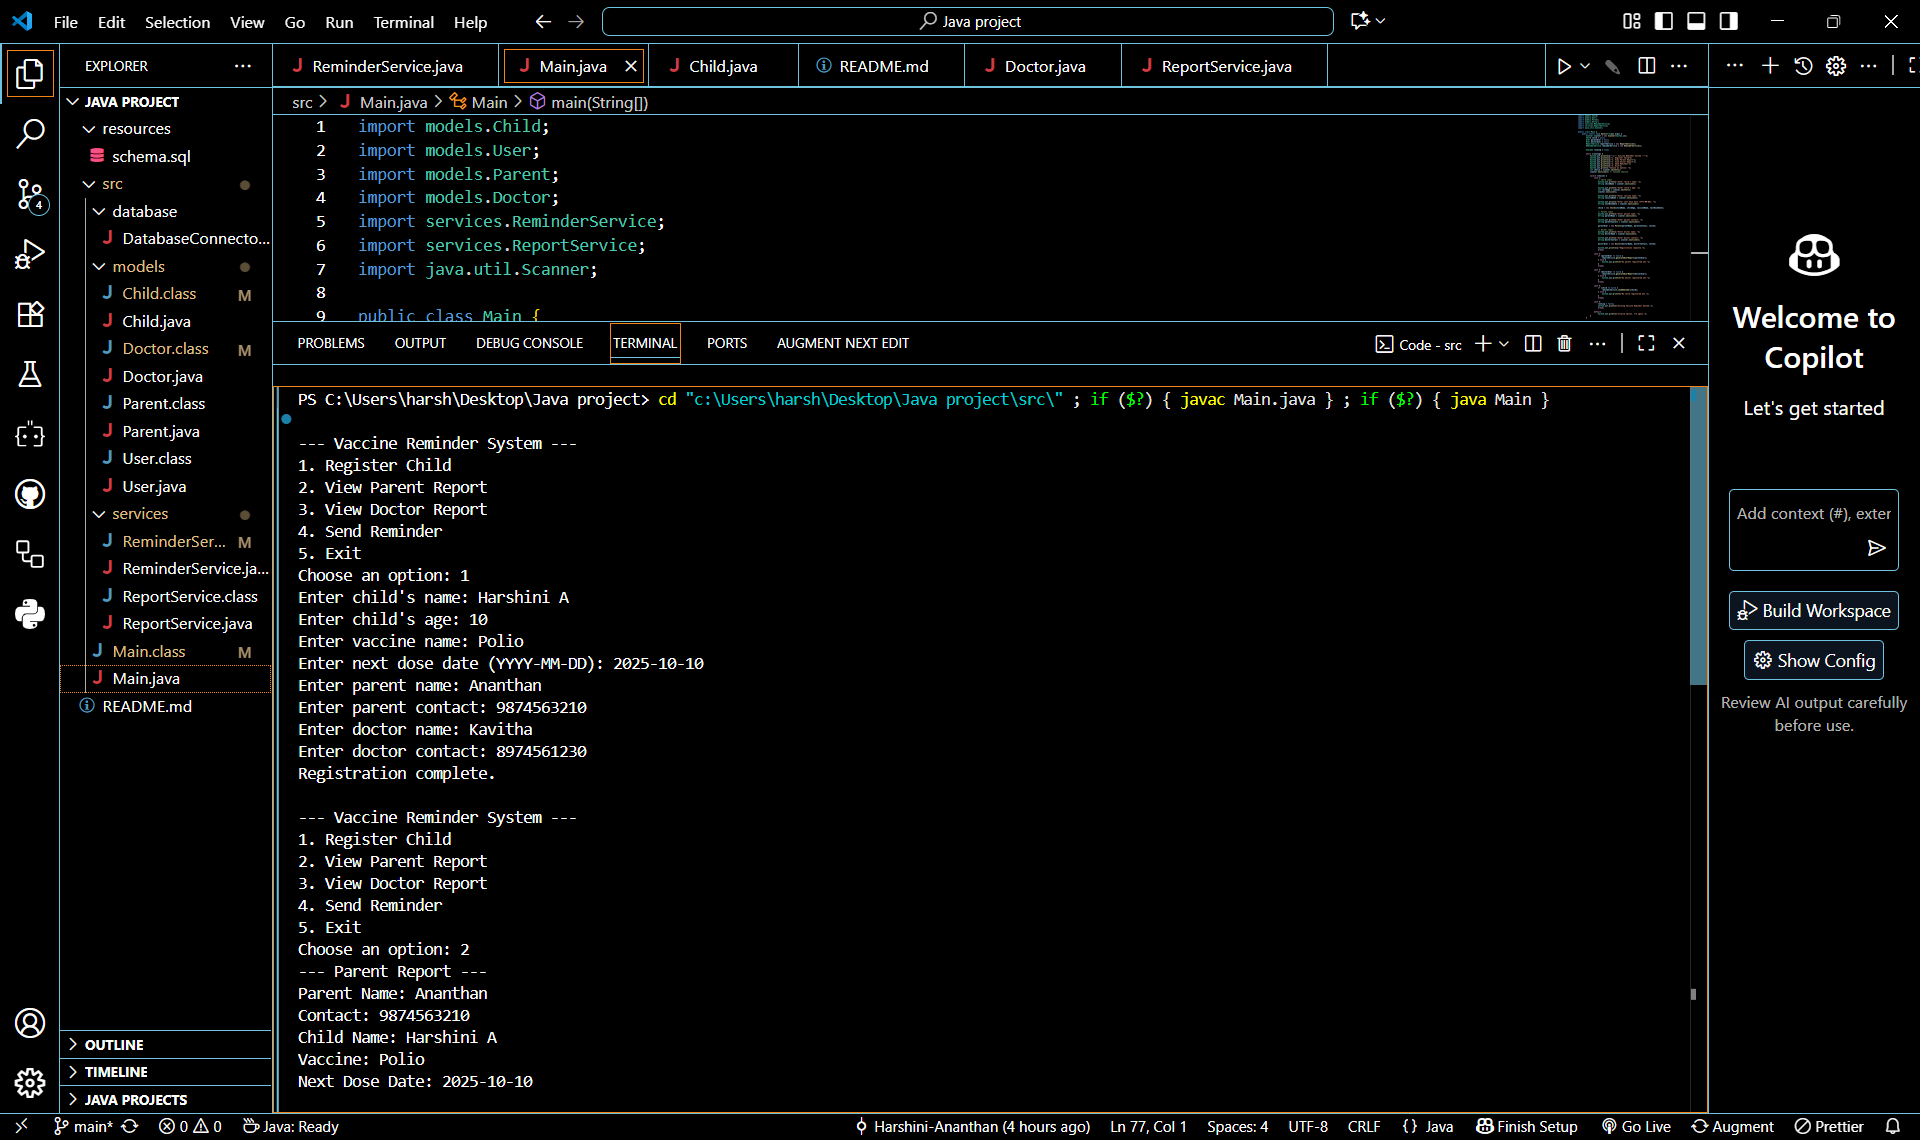 File Edit Selection View Go Run Terminal Help
Java project
EXPLORER
JAVA PROJECT
resources
schema.sql
src
database
DatabaseConnecto...
models
Child.class M
Child.java
Doctor.class M
Doctor.java
Parent.class
Parent.java
User.class
User.java
services
ReminderSer... M
ReminderService.ja...
ReportService.class
ReportService.java
Main.class M
Main.java
README.md
OUTLINE
TIMELINE
JAVA PROJECTS
4
ReminderService.java Main.java Child.java README.md Doctor.java ReportService.java
src > Main.java > Main > main(String[])
1 import models.Child;
2 import models.User;
3 import models.Parent;
4 import models.Doctor;
5 import services.ReminderService;
6 import services.ReportService;
7 import java.util.Scanner;
8
9 public class Main {
PROBLEMS OUTPUT DEBUG CONSOLE TERMINAL PORTS AUGMENT NEXT EDIT
Code - src
PS C:\Users\harsh\Desktop\Java project> cd "c:\Users\harsh\Desktop\Java project\src\" ; if ($?) { javac Main.java } ; if ($?) { java Main }
--- Vaccine Reminder System ---
1. Register Child
2. View Parent Report
3. View Doctor Report
4. Send Reminder
5. Exit
Choose an option: 1
Enter child's name: Harshini A
Enter child's age: 10
Enter vaccine name: Polio
Enter next dose date (YYYY-MM-DD): 2025-10-10
Enter parent name: Ananthan
Enter parent contact: 9874563210
Enter doctor name: Kavitha
Enter doctor contact: 8974561230
Registration complete.
--- Vaccine Reminder System ---
1. Register Child
2. View Parent Report
3. View Doctor Report
4. Send Reminder
5. Exit
Choose an option: 2
--- Parent Report ---
Parent Name: Ananthan
Contact: 9874563210
Child Name: Harshini A
Vaccine: Polio
Next Dose Date: 2025-10-10
Welcome to
Copilot
Let's get started
Add context (#), exter
Build Workspace
Show Config
Review AI output carefully
before use.
main* 0 0 Java: Ready Harshini-Ananthan (4 hours ago) Ln 77, Col 1 Spaces: 4 UTF-8 CRLF {} Java Finish Setup Go Live Augment Prettier